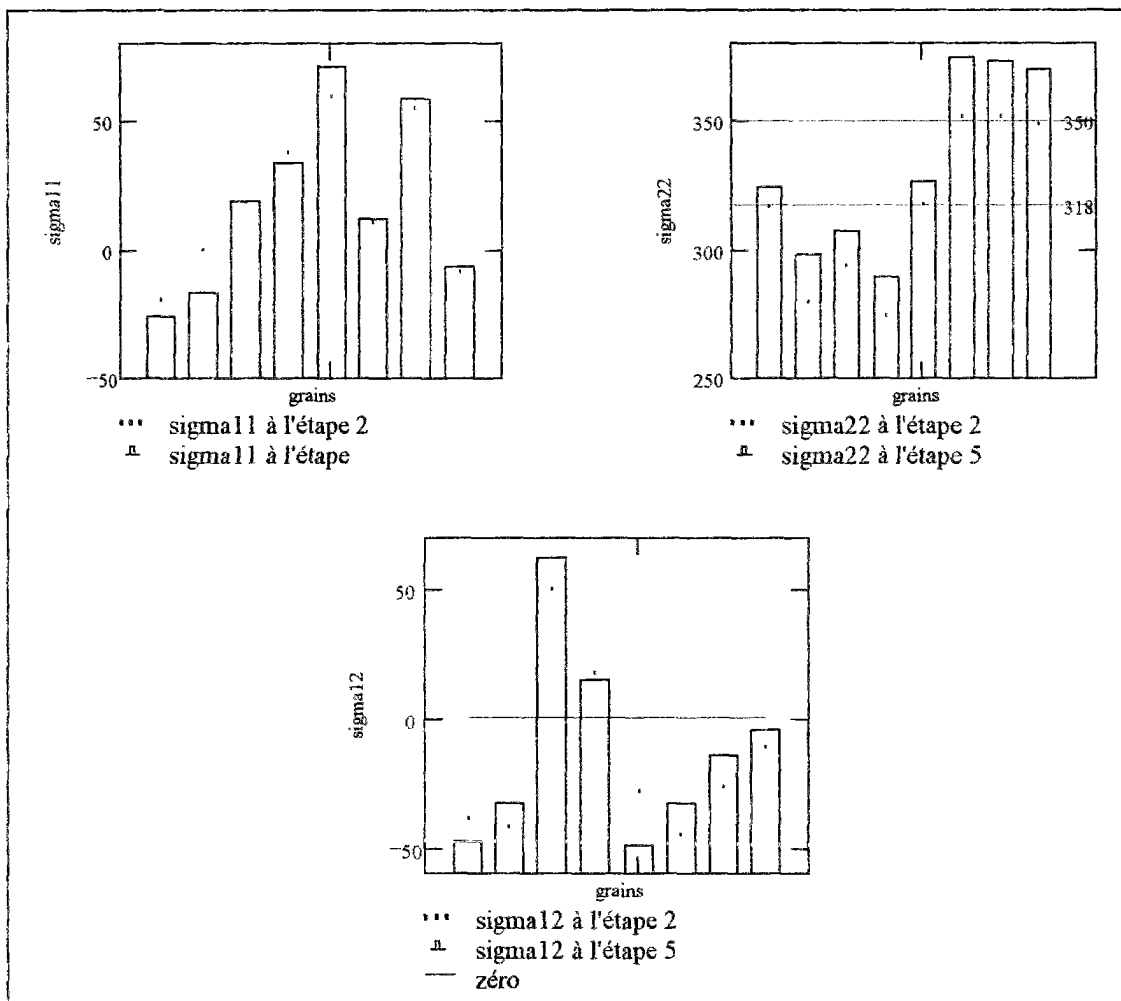 50
0
−50
sigma11
grains
sigma11 à l'étape 2
sigma11 à l'étape
350
300
250
sigma22
350
318
grains
sigma22 à l'étape 2
sigma22 à l'étape 5
50
0
−50
sigma12
grains
sigma12 à l'étape 2
sigma12 à l'étape 5
zéro